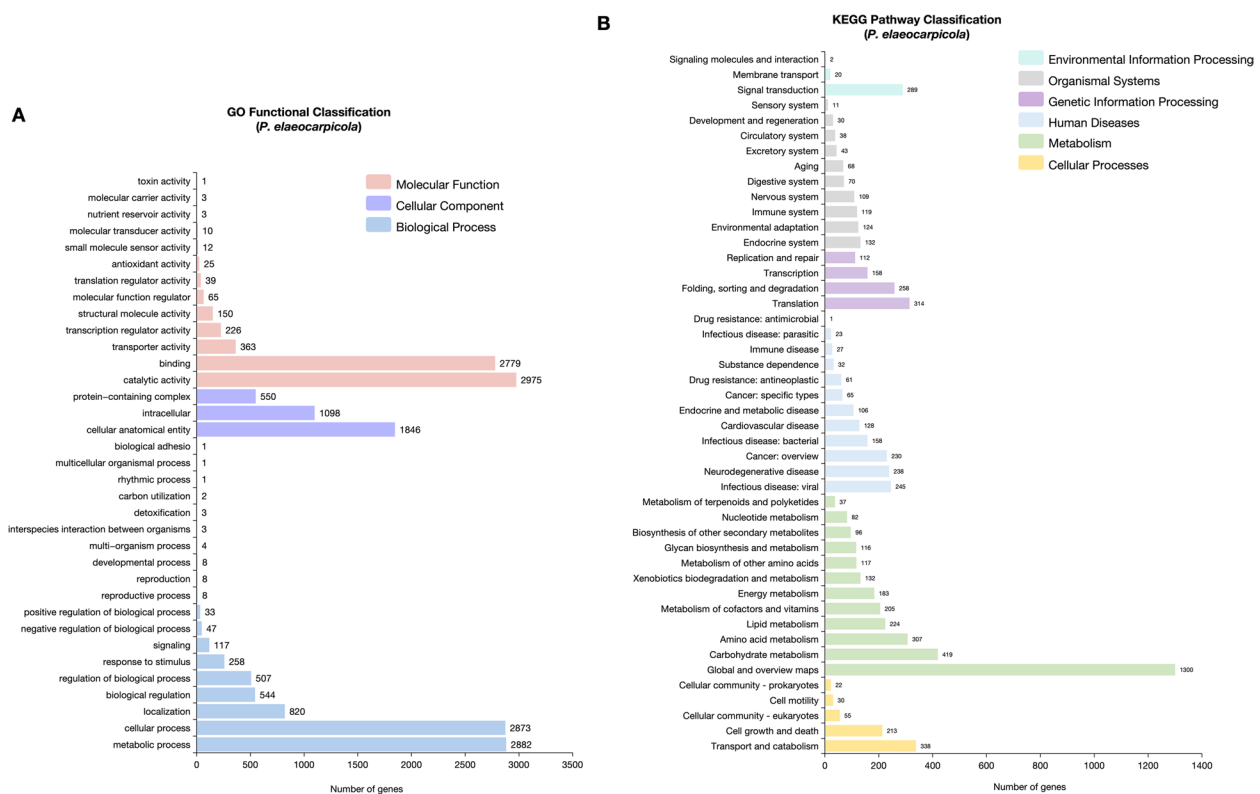 A
GO Functional Classification
(P. elaeocarpicola)
Molecular Function
Cellular Component
Biological Process
toxin activity 1
molecular carrier activity 3
nutrient reservoir activity 3
molecular transducer activity 10
small molecule sensor activity 12
antioxidant activity 25
translation regulator activity 39
molecular function regulator 65
structural molecule activity 150
transcription regulator activity 226
transporter activity 363
binding 2779
catalytic activity 2975
protein−containing complex 550
intracellular 1098
cellular anatomical entity 1846
biological adhesio 1
multicellular organismal process 1
rhythmic process 1
carbon utilization 2
detoxification 3
interspecies interaction between organisms 3
multi−organism process 4
developmental process 8
reproduction 8
reproductive process 8
positive regulation of biological process 33
negative regulation of biological process 47
signaling 117
response to stimulus 258
regulation of biological process 507
biological regulation 544
localization 820
cellular process 2873
metabolic process 2882
0 500 1000 1500 2000 2500 3000 3500
Number of genes
B
KEGG Pathway Classification
(P. elaeocarpicola)
Environmental Information Processing
Organismal Systems
Genetic Information Processing
Human Diseases
Metabolism
Cellular Processes
Signaling molecules and interaction 2
Membrane transport 20
Signal transduction 289
Sensory system 11
Development and regeneration 30
Circulatory system 38
Excretory system 43
Aging 68
Digestive system 70
Nervous system 109
Immune system 119
Environmental adaptation 124
Endocrine system 132
Replication and repair 112
Transcription 158
Folding, sorting and degradation 258
Translation 314
Drug resistance: antimicrobial 1
Infectious disease: parasitic 23
Immune disease 27
Substance dependence 32
Drug resistance: antineoplastic 61
Cancer: specific types 65
Endocrine and metabolic disease 106
Cardiovascular disease 128
Infectious disease: bacterial 158
Cancer: overview 230
Neurodegenerative disease 238
Infectious disease: viral 245
Metabolism of terpenoids and polyketides 37
Nucleotide metabolism 82
Biosynthesis of other secondary metabolites 96
Glycan biosynthesis and metabolism 116
Metabolism of other amino acids 117
Xenobiotics biodegradation and metabolism 132
Energy metabolism 183
Metabolism of cofactors and vitamins 205
Lipid metabolism 224
Amino acid metabolism 307
Carbohydrate metabolism 419
Global and overview maps 1300
Cellular community - prokaryotes 22
Cell motility 30
Cellular community - eukaryotes 55
Cell growth and death 213
Transport and catabolism 338
0 200 400 600 800 1000 1200 1400
Number of genes